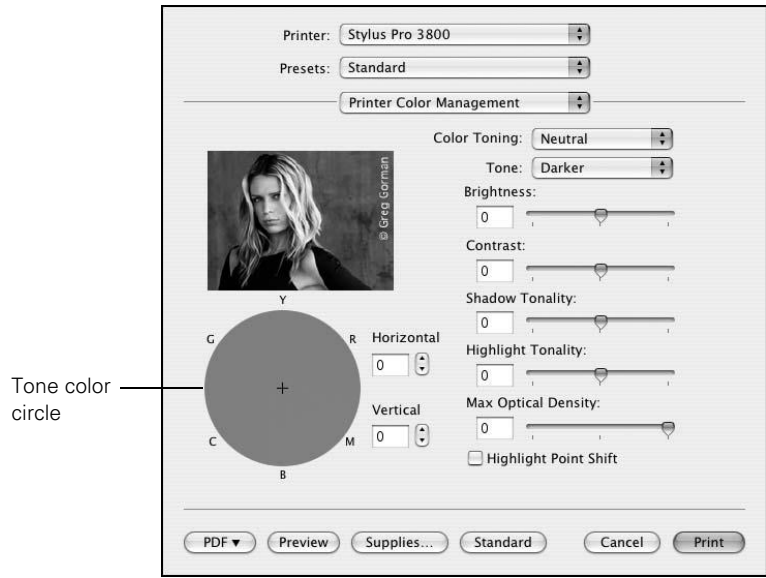 Printer: Stylus Pro 3800
Presets: Standard
Printer Color Management
Color Toning: Neutral
Tone: Darker
© Greg Gorman
Brightness:
0
Contrast:
0
Shadow Tonality:
0
Highlight Tonality:
0
Max Optical Density:
0
Highlight Point Shift
Y
G
R
C
M
B
Horizontal
0
Vertical
0
Tone color
circle
PDF▼ Preview Supplies... Standard Cancel Print